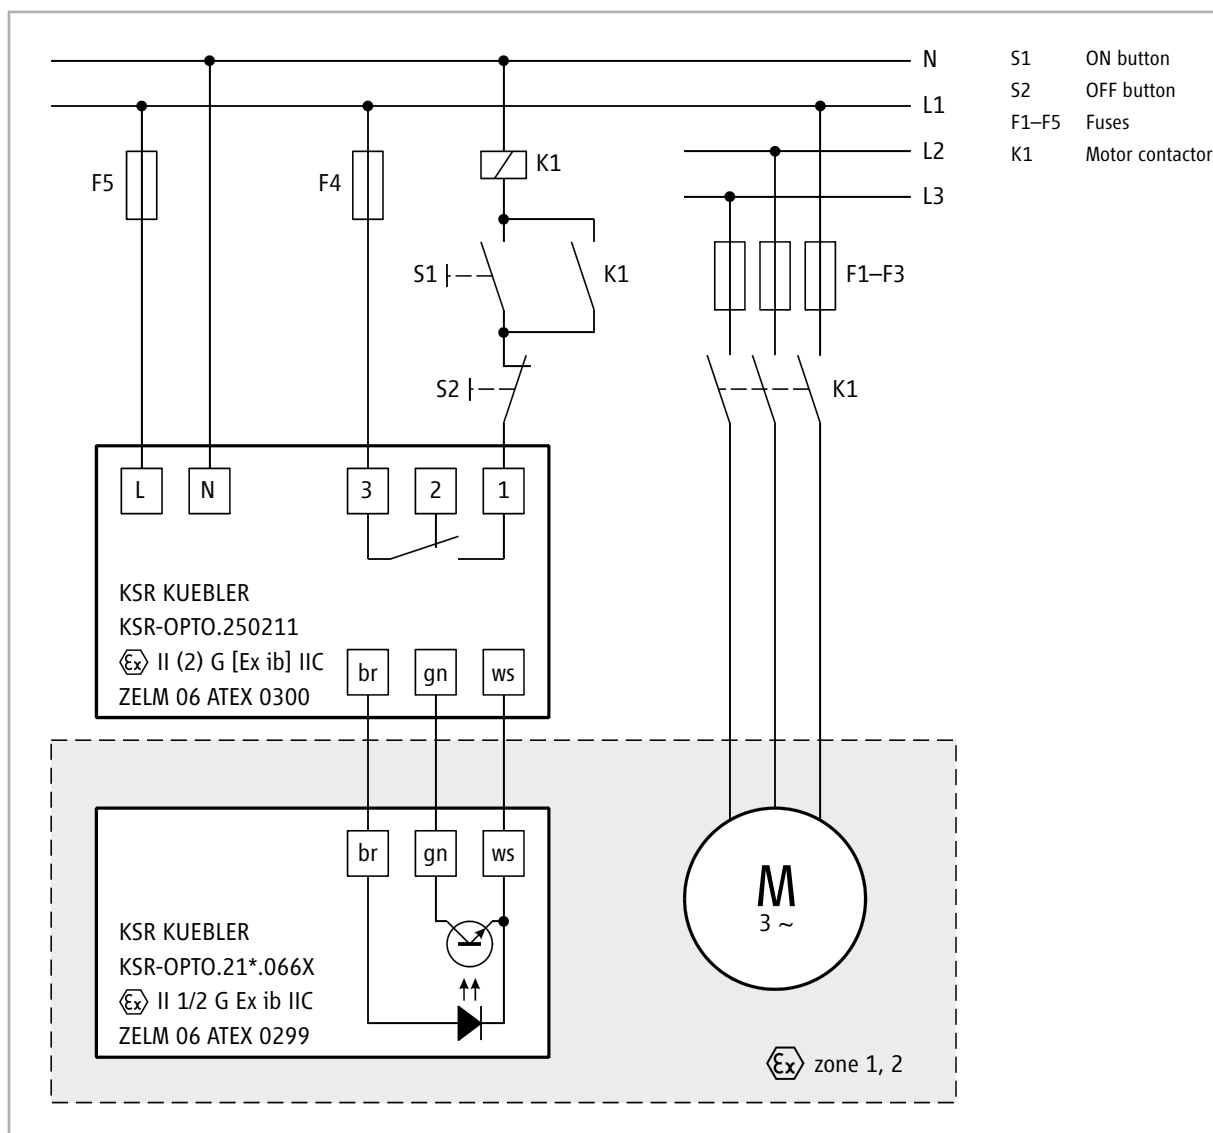 N
L1
L2
L3
S1 ON button
S2 OFF button
F1–F5 Fuses
K1 Motor contactor
F5
F4
K1
S1
K1
F1–F3
S2
K1
L N 3 2 1
KSR KUEBLER
KSR-OPTO.250211
Ex II (2) G [Ex ib] IIC
ZELM 06 ATEX 0300
br gn ws
br gn ws
KSR KUEBLER
KSR-OPTO.21*.066X
Ex II 1/2 G Ex ib IIC
ZELM 06 ATEX 0299
M
3 ~
Ex zone 1, 2